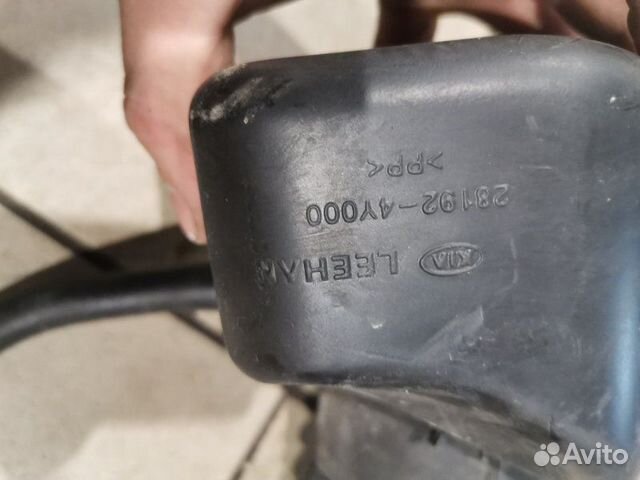 KIA LEEHAN
28192-4Y000
>PP<
Avito